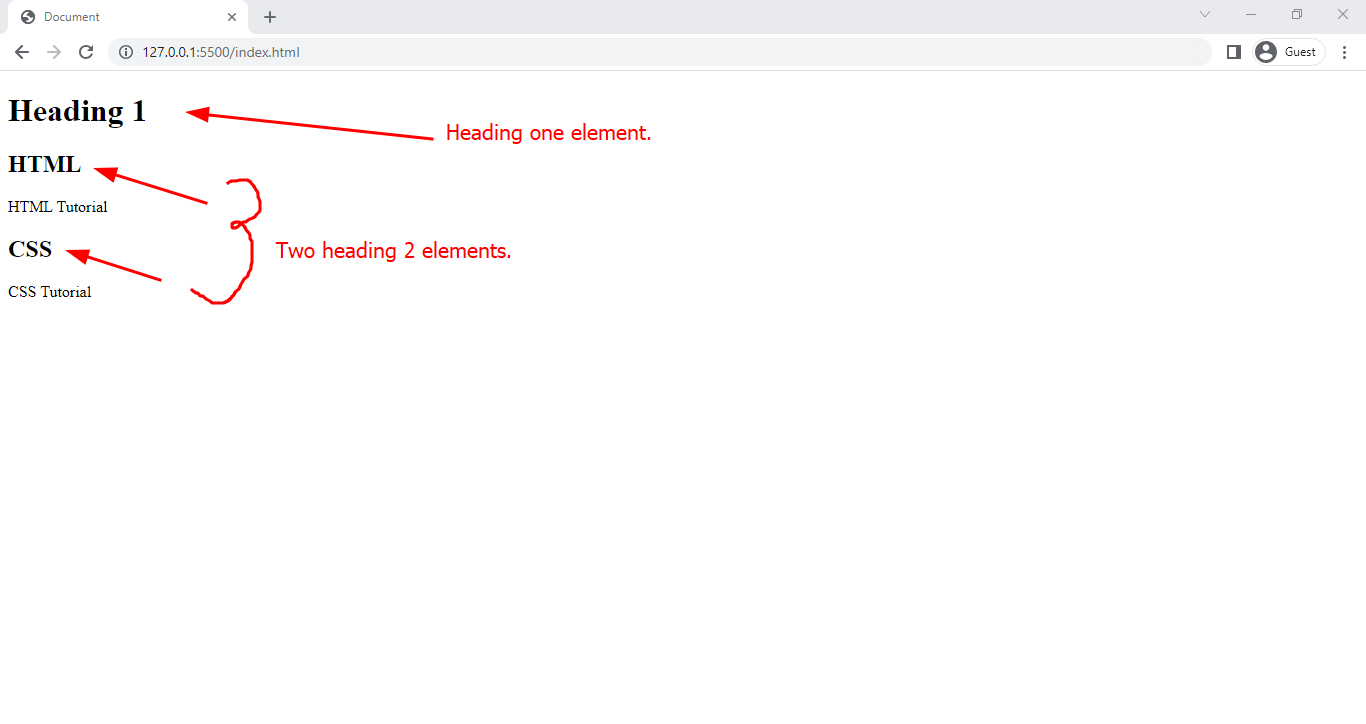 Document
127.0.0.1:5500/index.html
Guest
Heading 1
Heading one element.
HTML
HTML Tutorial
CSS
Two heading 2 elements.
CSS Tutorial